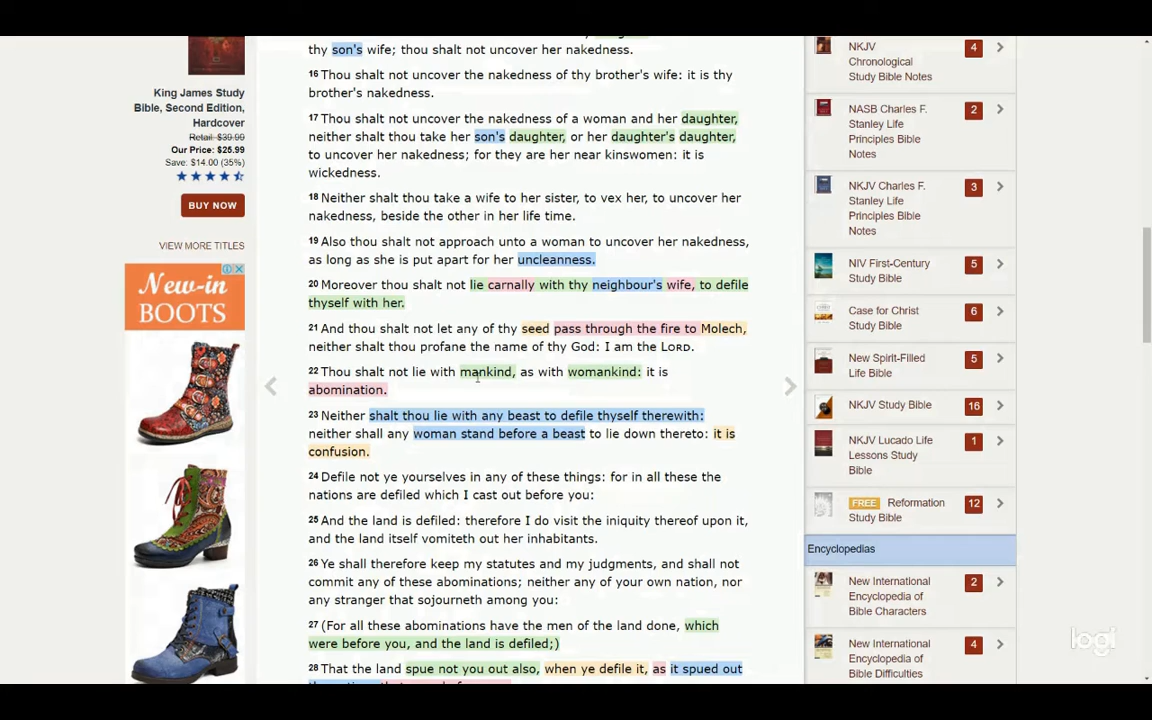 King James Study
Bible, Second Edition,
Hardcover
Retail: $39.99
Our Price: $25.99
Save: $14.00 (35%)
BUY NOW
VIEW MORE TITLES
New-in
BOOTS
thy son's wife; thou shalt not uncover her nakedness.
16 Thou shalt not uncover the nakedness of thy brother's wife: it is thy
brother's nakedness.
17 Thou shalt not uncover the nakedness of a woman and her daughter,
neither shalt thou take her son's daughter, or her daughter's daughter,
to uncover her nakedness; for they are her near kinswomen: it is
wickedness.
18 Neither shalt thou take a wife to her sister, to vex her, to uncover her
nakedness, beside the other in her life time.
19 Also thou shalt not approach unto a woman to uncover her nakedness,
as long as she is put apart for her uncleanness.
20 Moreover thou shalt not lie carnally with thy neighbour's wife, to defile
thyself with her.
21 And thou shalt not let any of thy seed pass through the fire to Molech,
neither shalt thou profane the name of thy God: I am the LORD.
22 Thou shalt not lie with mankind, as with womankind: it is
abomination.
23 Neither shalt thou lie with any beast to defile thyself therewith:
neither shall any woman stand before a beast to lie down thereto: it is
confusion.
24 Defile not ye yourselves in any of these things: for in all these the
nations are defiled which I cast out before you:
25 And the land is defiled: therefore I do visit the iniquity thereof upon it,
and the land itself vomiteth out her inhabitants.
26 Ye shall therefore keep my statutes and my judgments, and shall not
commit any of these abominations; neither any of your own nation, nor
any stranger that sojourneth among you:
27 (For all these abominations have the men of the land done, which
were before you, and the land is defiled;)
28 That the land spue not you out also, when ye defile it, as it spued out
NKJV 4
Chronological
Study Bible Notes
NASB Charles F. 2
Stanley Life
Principles Bible
Notes
NKJV Charles F. 3
Stanley Life
Principles Bible
Notes
NIV First-Century 5
Study Bible
Case for Christ 6
Study Bible
New Spirit-Filled 5
Life Bible
NKJV Study Bible 16
NKJV Lucado Life 1
Lessons Study
Bible
FREE Reformation 12
Study Bible
Encyclopedias
New International 2
Encyclopedia of
Bible Characters
New International 4
Encyclopedia of
Bible Difficulties
logi